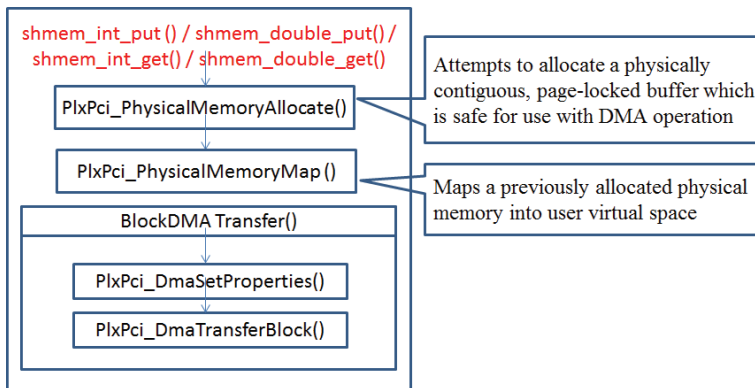 shmem_int_put () / shmem_double_put() /
shmem_int_get() / shmem_double_get()
PlxPci_PhysicalMemoryAllocate()
PlxPci_PhysicalMemoryMap ()
BlockDMA Transfer()
PlxPci_DmaSetProperties()
PlxPci_DmaTransferBlock()
Attempts to allocate a physically
contiguous, page-locked buffer which
is safe for use with DMA operation
Maps a previously allocated physical
memory into user virtual space